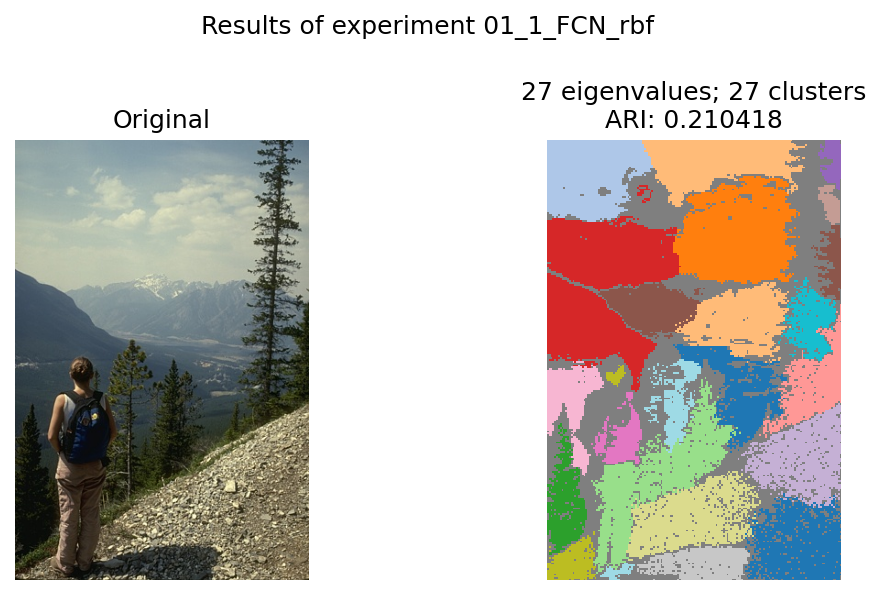 Results of experiment 01_1_FCN_rbf
Original
27 eigenvalues; 27 clusters
ARI: 0.210418